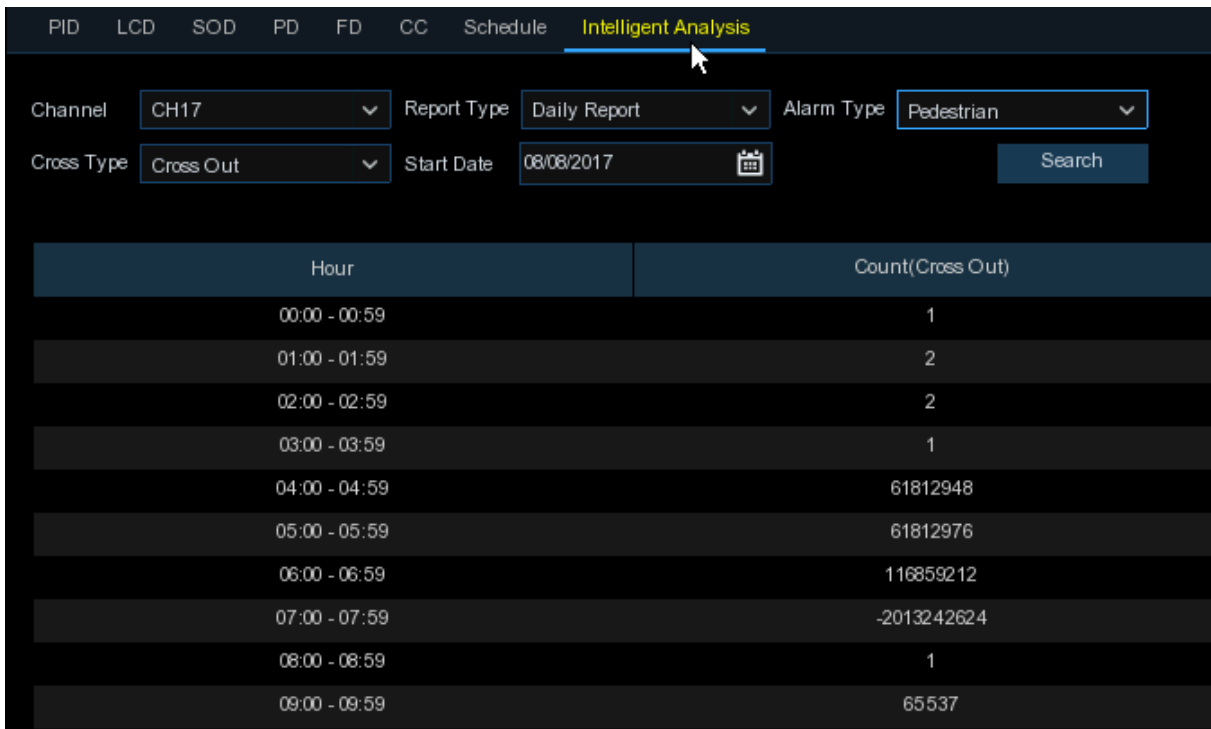 PID LCD SOD PD FD CC Schedule Intelligent Analysis
Channel CH17 Report Type Daily Report Alarm Type Pedestrian
Cross Type Cross Out Start Date 08/08/2017 Search
Hour Count(Cross Out)
00:00 - 00:59 1
01:00 - 01:59 2
02:00 - 02:59 2
03:00 - 03:59 1
04:00 - 04:59 61812948
05:00 - 05:59 61812976
06:00 - 06:59 116859212
07:00 - 07:59 -2013242624
08:00 - 08:59 1
09:00 - 09:59 65537